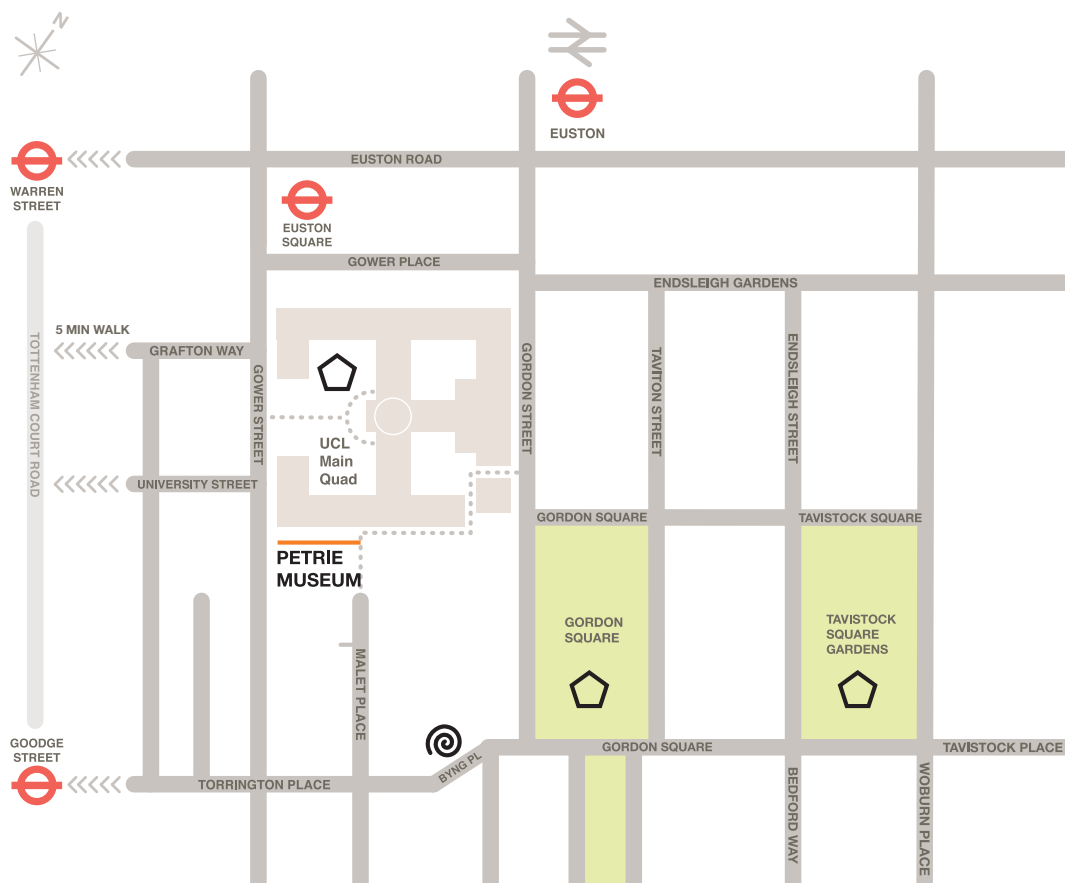 N
EUSTON
EUSTON ROAD
WARREN
STREET
EUSTON
SQUARE
GOWER PLACE
ENDSLEIGH GARDENS
5 MIN WALK
GRAFTON WAY
TOTTENHAM COURT ROAD
GOWER STREET
GORDON STREET
TAVITON STREET
ENDSLEIGH STREET
UCL
Main
Quad
UNIVERSITY STREET
GORDON SQUARE
TAVISTOCK SQUARE
PETRIE
MUSEUM
GORDON
SQUARE
TAVISTOCK
SQUARE
GARDENS
MALET PLACE
GOODGE
STREET
BYNG PL
GORDON SQUARE
TAVISTOCK PLACE
TORRINGTON PLACE
BEDFORD WAY
WOBURN PLACE